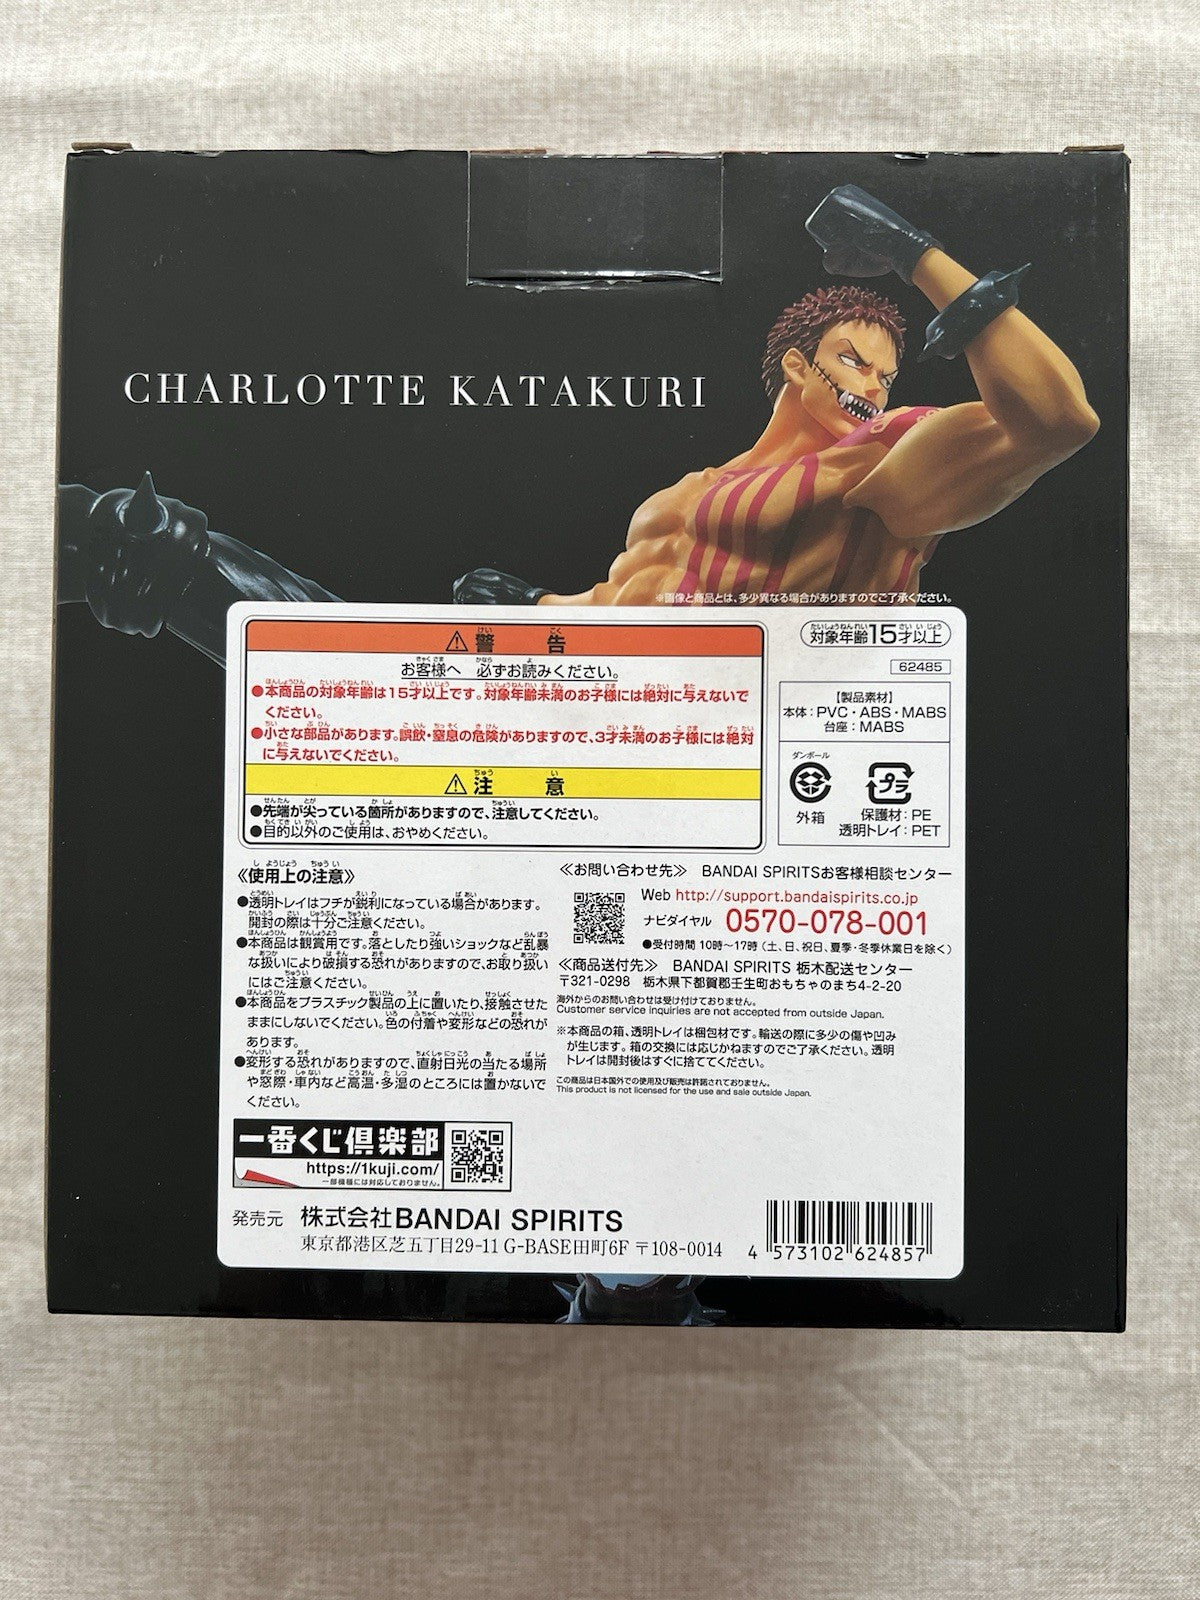 CHARLOTTE KATAKURI
※画像と商品とは、多少異なる場合がありますのでご了承ください。
⚠警告
お客様へ 必ずお読みください。
●本商品の対象年齢は15才以上です。対象年齢未満のお子様には絶対に与えないで
ください。
●小さな部品があります。誤飲・窒息の危険がありますので、3才未満のお子様には絶対
に与えないでください。
⚠注意
●先端が尖っている箇所がありますので、注意してください。
●目的以外のご使用は、おやめください。
対象年齢15才以上
62485
【製品素材】
本体：PVC・ABS・MABS
台座：MABS
ダンボール
外箱
プラ
保護材：PE
透明トレイ：PET
《使用上の注意》
●透明トレイはフチが鋭利になっている場合があります。
開封の際は十分ご注意ください。
●本商品は観賞用です。落としたり強いショックなど乱暴
な扱いにより破損する恐れがありますので、お取り扱い
にはご注意ください。
●本商品をプラスチック製品の上に置いたり、接触させた
ままにしないでください。色の付着や変形などの恐れが
あります。
●変形する恐れがありますので、直射日光の当たる場所
や窓際・車内など高温・多湿のところには置かないで
ください。
≪お問い合わせ先≫ BANDAI SPIRITSお客様相談センター
Web http://support.bandaispirits.co.jp
ナビダイヤル 0570-078-001
●受付時間 10時～17時（土、日、祝日、夏季・冬季休業日を除く）
≪商品送付先≫ BANDAI SPIRITS 栃木配送センター
〒321-0298 栃木県下都賀郡壬生町おもちゃのまち4-2-20
海外からのお問い合わせは受け付けておりません。
Customer service inquiries are not accepted from outside Japan.
※本商品の箱、透明トレイは梱包材です。輸送の際に多少の傷や凹み
が生じます。箱の交換には応じかねますのでご了承ください。透明
トレイは開封後はすぐに捨ててください。
この商品は日本国外での使用及び販売は許諾されておりません。
This product is not licensed for the use and sale outside Japan.
一番くじ倶楽部
https://1kuji.com/
一部機種には対応しておりません。
発売元 株式会社BANDAI SPIRITS
東京都港区芝五丁目29-11 G-BASE田町6F 〒108-0014
4 573102 624857